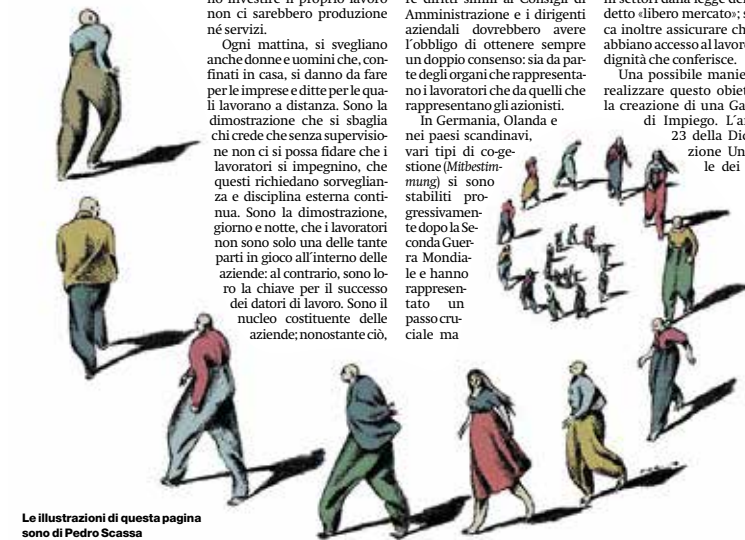 no investire il proprio lavoro
non ci sarebbero produzione
né servizi.
Ogni mattina, si svegliano
anche donne e uomini che, con-
finati in casa, si danno da fare
per le imprese e ditte per le qua-
li lavorano a distanza. Sono la
dimostrazione che si sbaglia
chi crede che senza supervisio-
ne non ci si possa fidare che i
lavoratori si impegnino, che
questi richiedano sorveglian-
za e disciplina esterna conti-
nua. Sono la dimostrazione,
giorno e notte, che i lavoratori
non sono solo una delle tante
parti in gioco all'interno delle
aziende: al contrario, sono lo-
ro la chiave per il successo
dei datori di lavoro. Sono il
nucleo costituente delle
aziende; nonostante ciò,
re diritti simili ai Consigli di
Amministrazione e i dirigenti
aziendali dovrebbero avere
l'obbligo di ottenere sempre
un doppio consenso: sia da par-
te degli organi che rappresenta-
no i lavoratori che da quelli che
rappresentano gli azionisti.
In Germania, Olanda e
nei paesi scandinavi,
vari tipi di co-ge-
stione (Mitbestim-
mung) si sono
stabiliti pro-
gressivamen-
te dopo la Se-
conda Guer-
ra Mondia-
le e hanno
rappresen-
tato un
passo cru-
ciale ma
settori dalla legge del
detto «libero mercato»; s
ca inoltre assicurare ch
abbiano accesso al lavoro
dignità che conferisce.
Una possibile manie
realizzare questo obiet
la creazione di una Ga
di Impiego. L'a
23 della Dic
zione Un
le dei
Le illustrazioni di questa pagina
sono di Pedro Scassa